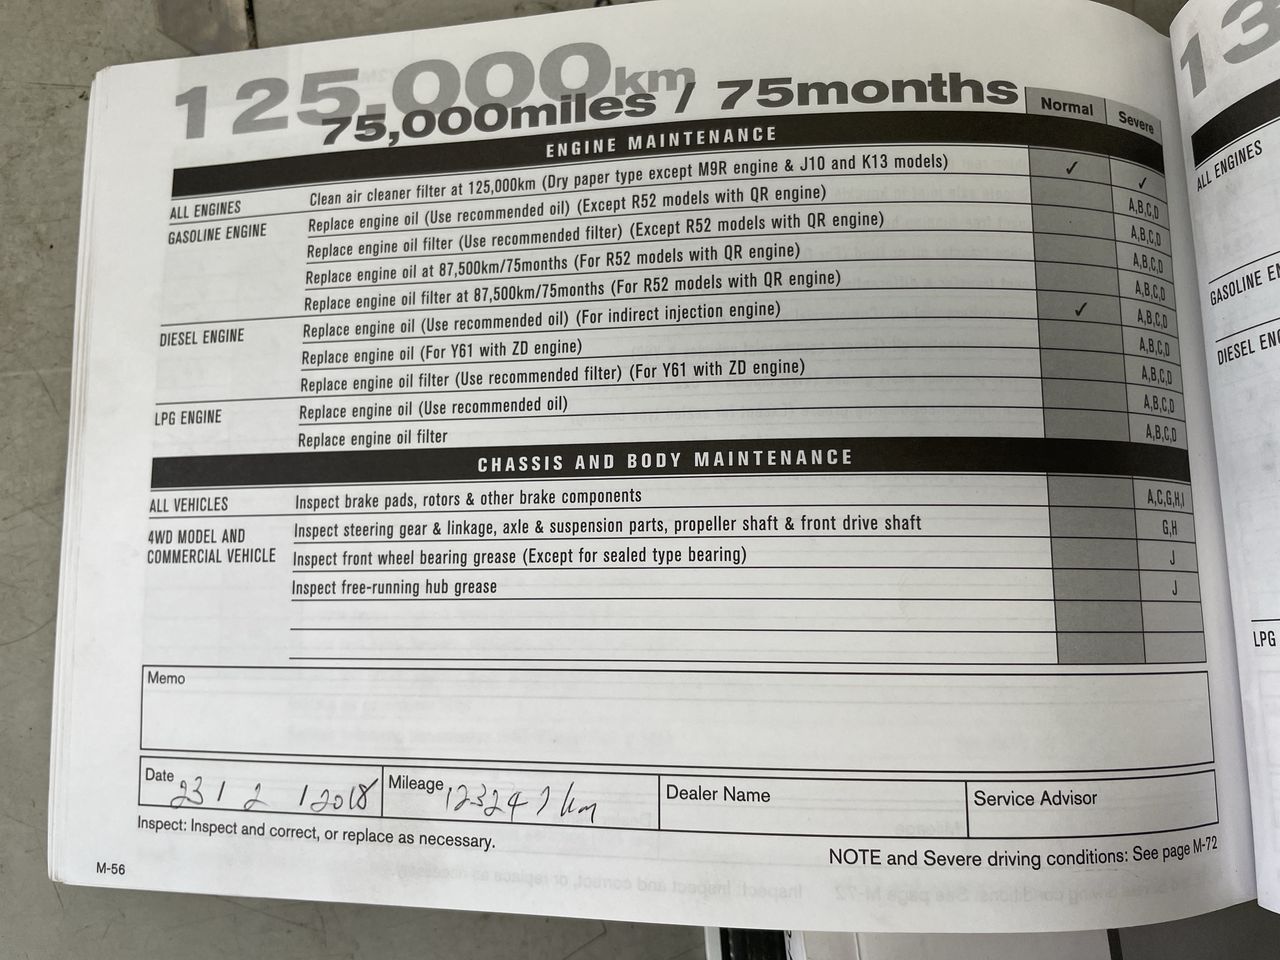 125,000km
75,000miles / 75months
Normal Severe
ENGINE MAINTENANCE
ALL ENGINES Clean air cleaner filter at 125,000km (Dry paper type except M9R engine & J10 and K13 models) ✓ ✓
GASOLINE ENGINE Replace engine oil (Use recommended oil) (Except R52 models with QR engine) A,B,C,D
Replace engine oil filter (Use recommended filter) (Except R52 models with QR engine) A,B,C,D
Replace engine oil at 87,500km/75months (For R52 models with QR engine) A,B,C,D
Replace engine oil filter at 87,500km/75months (For R52 models with QR engine) A,B,C,D
DIESEL ENGINE Replace engine oil (Use recommended oil) (For indirect injection engine) ✓ A,B,C,D
Replace engine oil (For Y61 with ZD engine) A,B,C,D
Replace engine oil filter (Use recommended filter) (For Y61 with ZD engine) A,B,C,D
LPG ENGINE Replace engine oil (Use recommended oil) A,B,C,D
Replace engine oil filter A,B,C,D
CHASSIS AND BODY MAINTENANCE
ALL VEHICLES Inspect brake pads, rotors & other brake components A,C,G,H,I
4WD MODEL AND COMMERCIAL VEHICLE Inspect steering gear & linkage, axle & suspension parts, propeller shaft & front drive shaft G,H
Inspect front wheel bearing grease (Except for sealed type bearing) J
Inspect free-running hub grease J
Memo
Date 23 / 2 / 2018 Mileage 123247 km Dealer Name Service Advisor
Inspect: Inspect and correct, or replace as necessary.
NOTE and Severe driving conditions: See page M-72
M-56
13
ALL ENGINES
GASOLINE
DIESEL
LPG